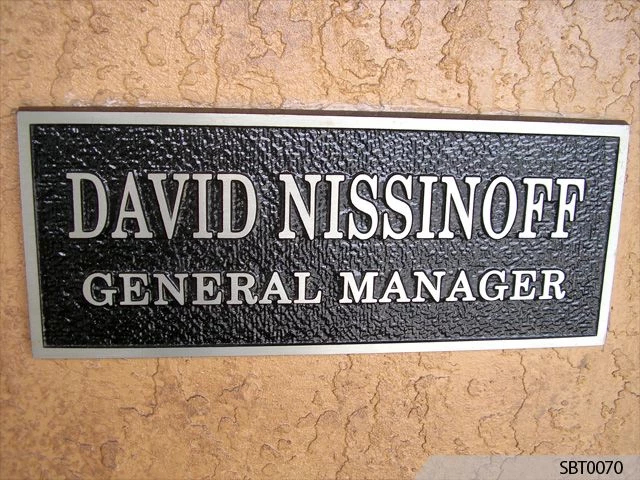 DAVID NISSINOFF
GENERAL MANAGER
SBT0070